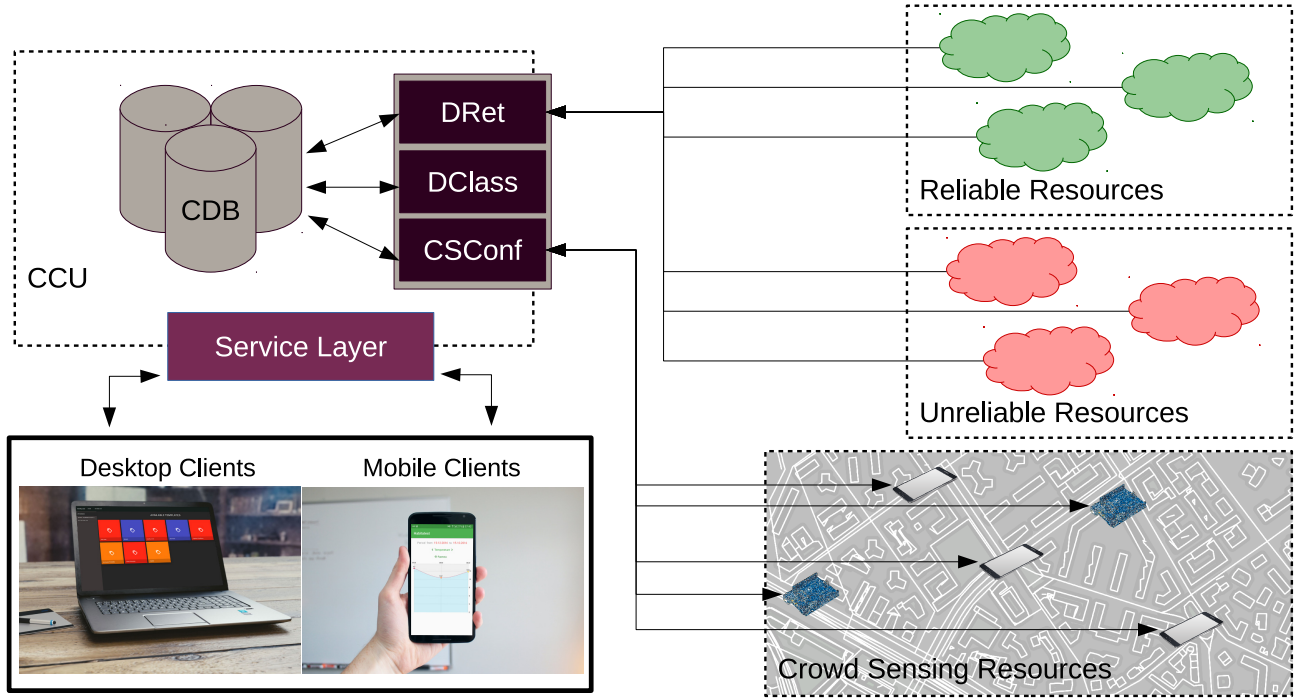 DRet
DClass
CDB
CSConf
CCU
Service Layer
Reliable Resources
Unreliable Resources
Desktop Clients
Mobile Clients
Crowd Sensing Resources